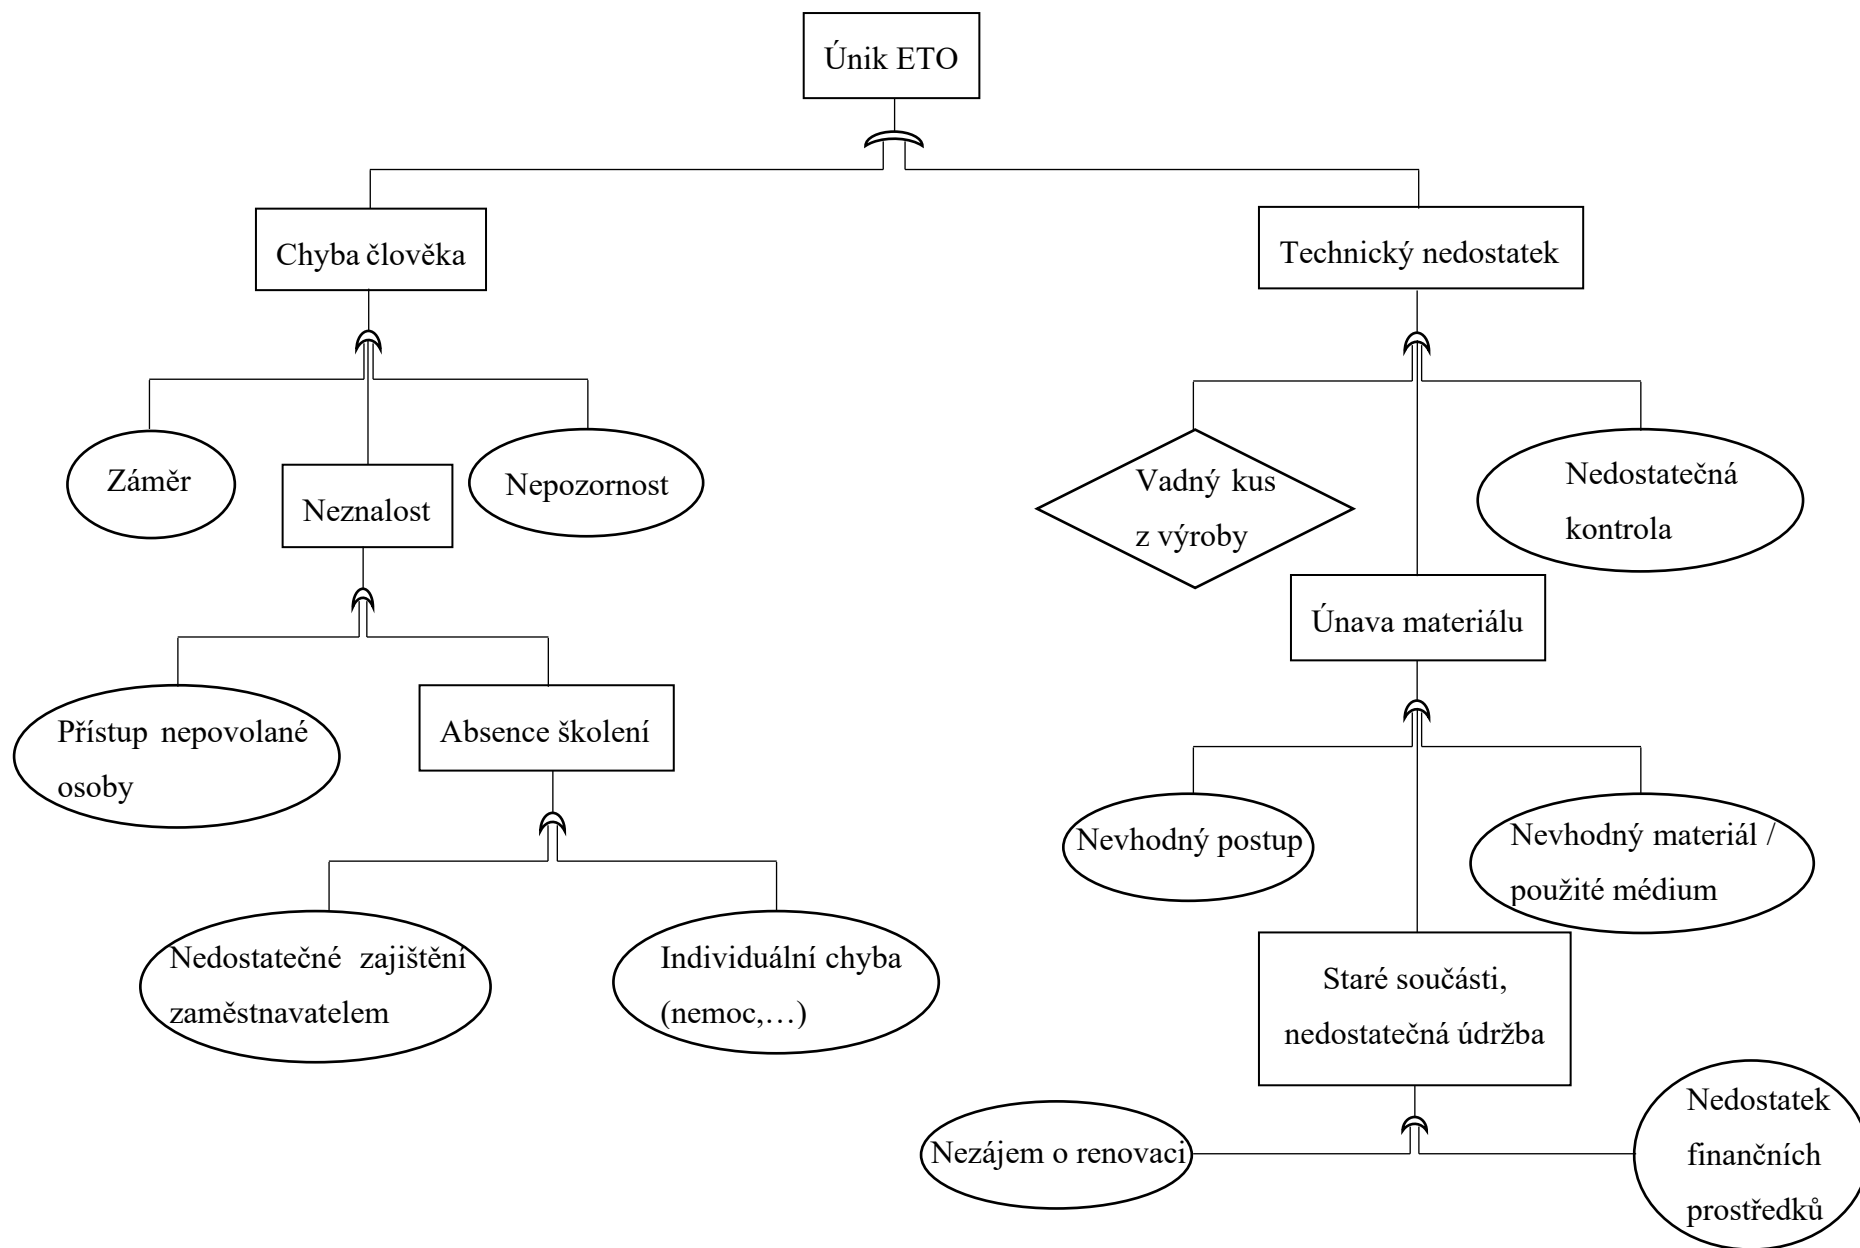 Únik ETO
Chyba člověka
Technický nedostatek
Záměr
Neznalost
Nepozornost
Vadný kus
z výroby
Nedostatečná
kontrola
Únava materiálu
Přístup nepovolané
osoby
Absence školení
Nevhodný postup
Nevhodný materiál /
použité médium
Nedostatečné zajištění
zaměstnavatelem
Individuální chyba
(nemoc,…)
Staré součásti,
nedostatečná údržba
Nezájem o renovaci
Nedostatek
finančních
prostředků